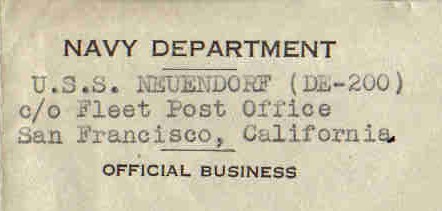 NAVY DEPARTMENT
U.S.S. NEUENDORF (DE-200)
c/o Fleet Post Office
San Francisco, California.
OFFICIAL BUSINESS